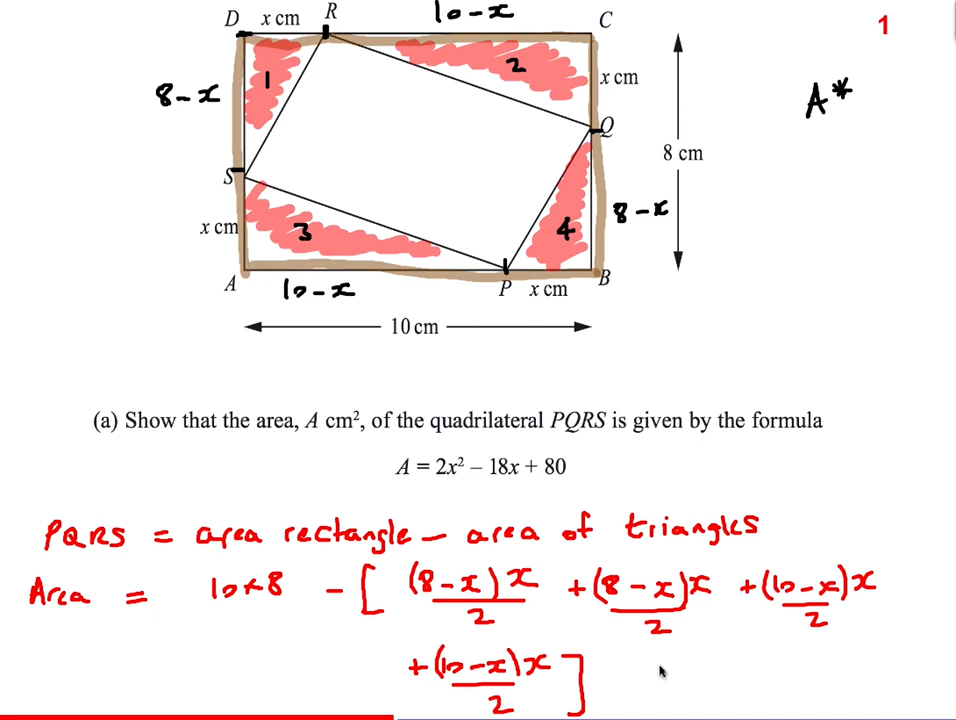 D x cm R 10-x C 1
8-x 1 2 x cm A*
Q
8 cm
S
x cm 3 4 8-x
A 10-x P x cm B
10 cm
(a) Show that the area, A cm², of the quadrilateral PQRS is given by the formula
A = 2x² – 18x + 80
PQRS = area rectangle – area of triangles
Area = 10×8 - [ (8-x)x/2 + (8-x)x/2 + (10-x)x/2
+ (10-x)x/2 ]